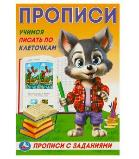 ПРОПИСИ
УЧИМСЯ
ПИСАТЬ ПО
КЛЕТОЧКАМ
ПРОПИСИ С ЗАДАНИЯМИ